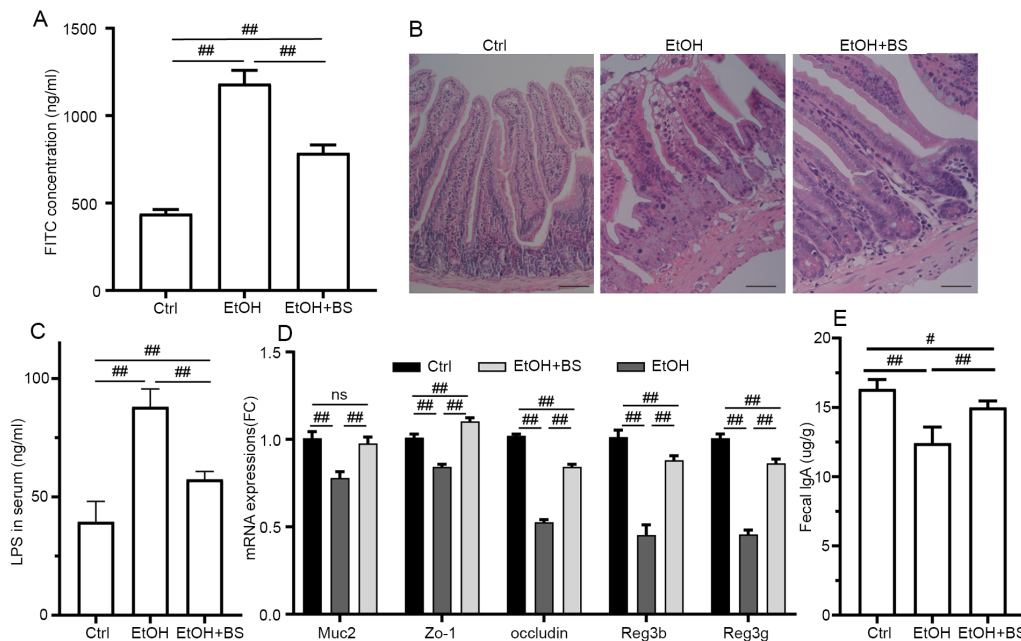 A
FITC concentration (ng/ml)
1500
1000
500
0
##
##
##
Ctrl
EtOH
EtOH+BS
B
Ctrl
EtOH
EtOH+BS
C
LPS in serum (ng/ml)
100
50
0
##
##
##
Ctrl
EtOH
EtOH+BS
D
mRNA expressions(FC)
1.5
1.0
0.5
0.0
Ctrl
EtOH+BS
EtOH
ns
##
##
##
##
##
##
##
##
##
##
##
##
##
##
Muc2
Zo-1
occludin
Reg3b
Reg3g
E
Fecal IgA (ug/g)
20
15
10
5
0
#
##
##
Ctrl
EtOH
EtOH+BS